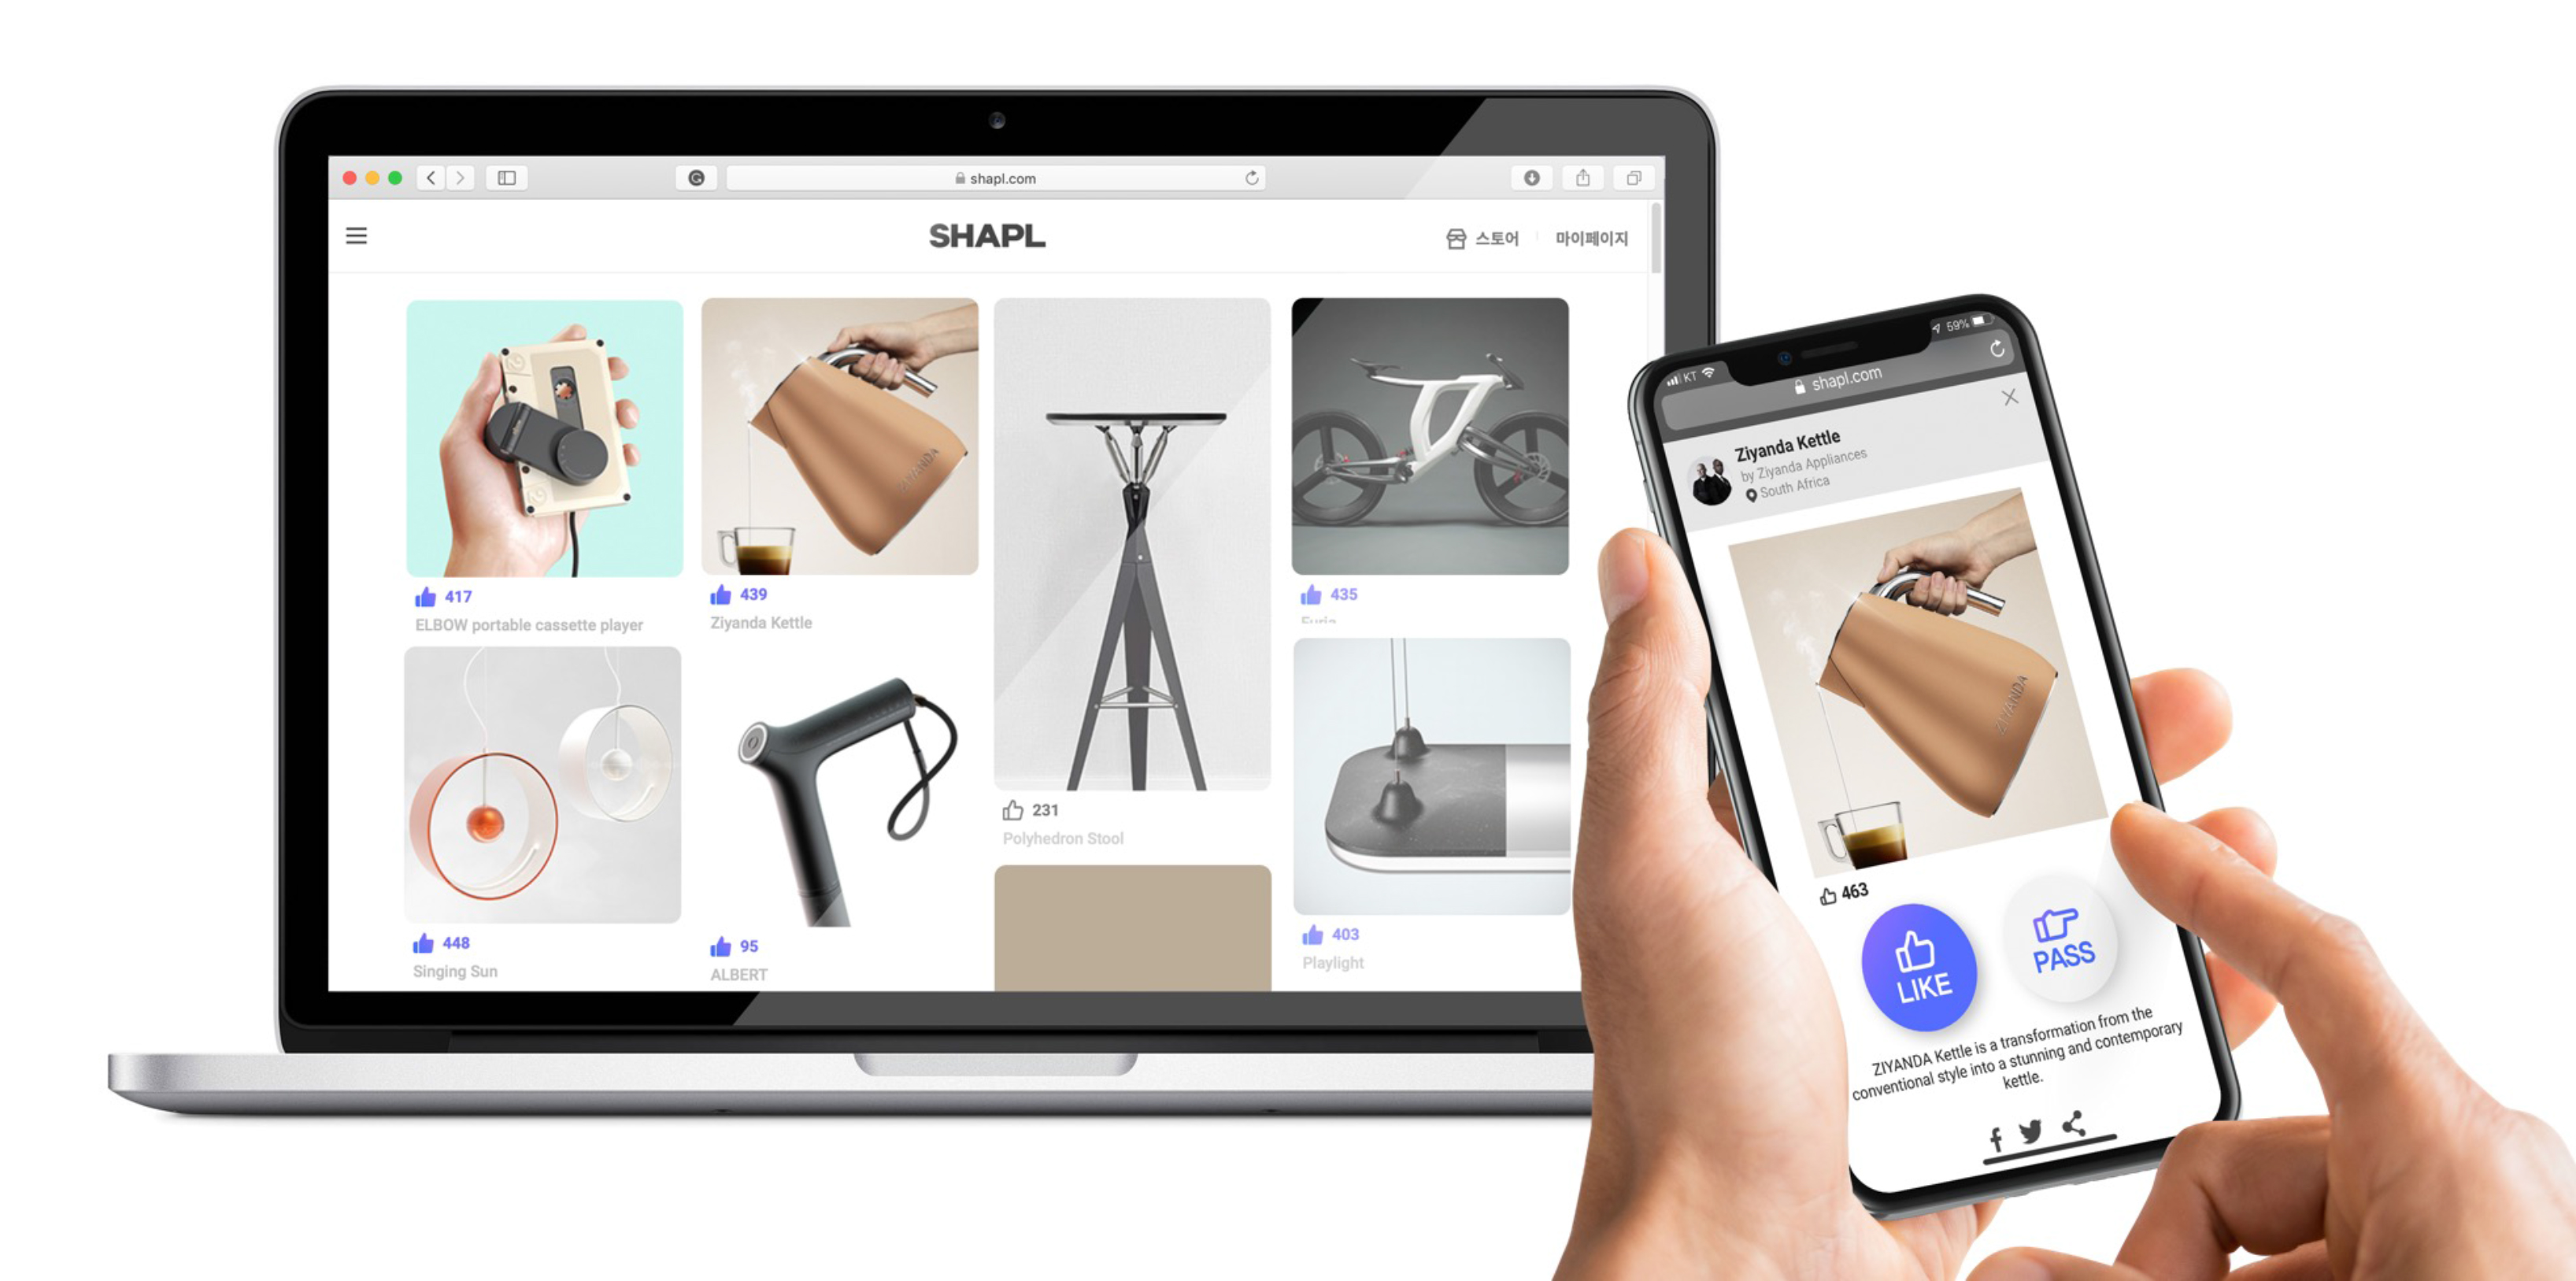 shapl.com
SHAPL
스토어
마이페이지
417
ELBOW portable cassette player
439
Ziyanda Kettle
ZIYANDA
231
Polyhedron Stool
435
448
Singing Sun
95
ALBERT
403
Playlight
KT
59%
shapl.com
Ziyanda Kettle
by Ziyanda Appliances
South Africa
ZIYANDA
463
LIKE
PASS
ZIYANDA Kettle is a transformation from the
conventional style into a stunning and contemporary
kettle.